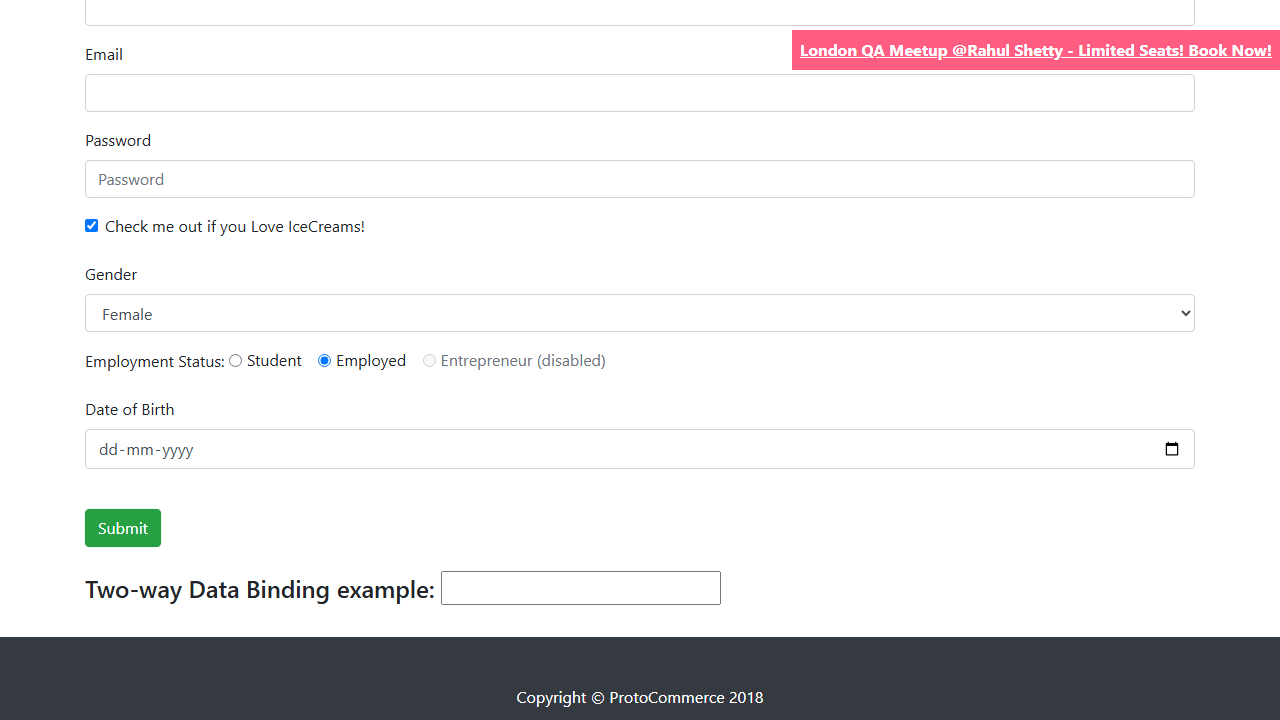 London QA Meetup @Rahul Shetty - Limited Seats! Book Now!
Email
Password
Password
Check me out if you Love IceCreams!
Gender
Female
Employment Status: Student Employed Entrepreneur (disabled)
Date of Birth
dd-mm-yyyy
Submit
Two-way Data Binding example:
Copyright © ProtoCommerce 2018